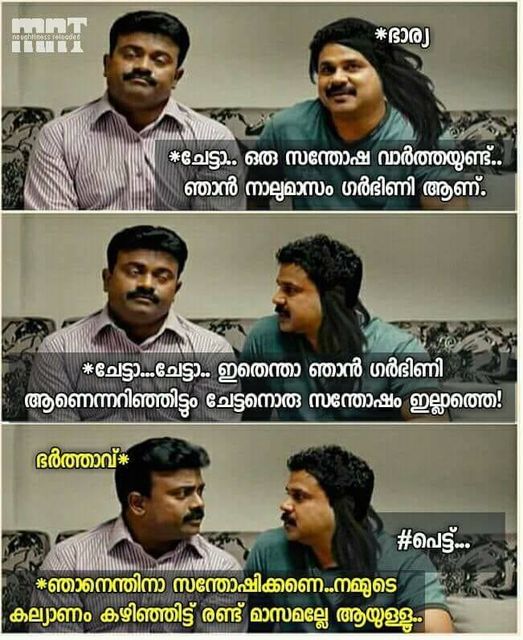 mnT
naughtiness reloaded
*ഭാര്യ
*ചേട്ടാ.. ഒരു സന്തോഷ വാർത്തയുണ്ട്..
ഞാൻ നാലുമാസം ഗർഭിണി ആണ്.
*ചേട്ടാ...ചേട്ടാ.. ഇതെന്താ ഞാൻ ഗർഭിണി
ആണെന്നറിഞ്ഞിട്ടും ചേട്ടനൊരു സന്തോഷം ഇല്ലാത്തെ!
ഭർത്താവ്*
#പെട്ട്...
*ഞാനെന്തിനാ സന്തോഷിക്കണെ..നമ്മുടെ
കല്യാണം കഴിഞ്ഞിട്ട് രണ്ട് മാസമല്ലേ ആയുള്ളൂ..